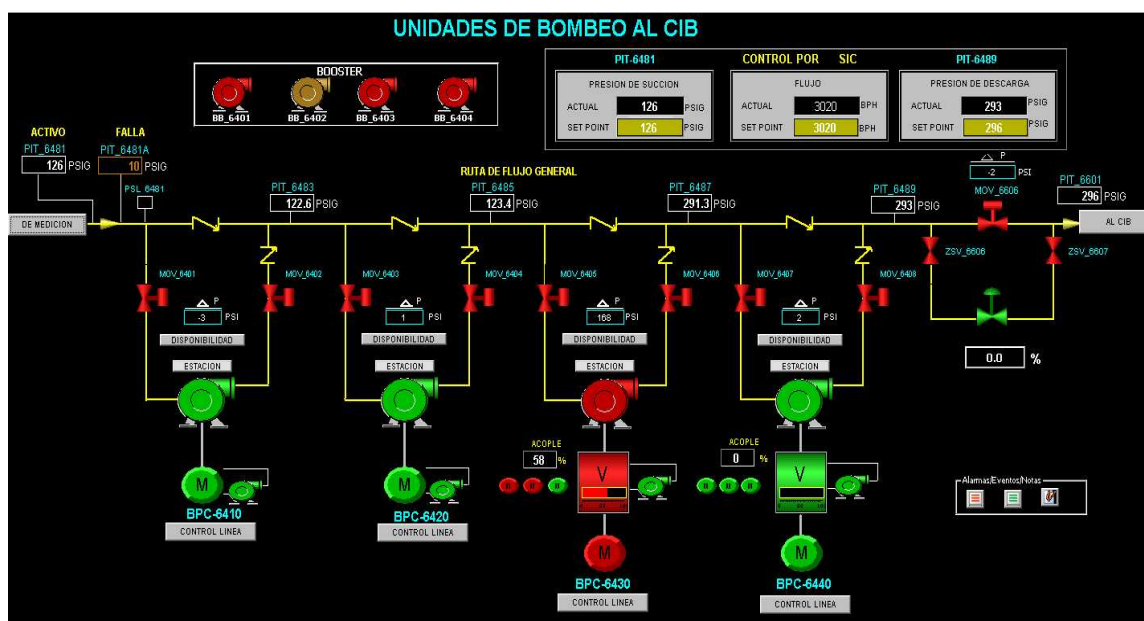 UNIDADES DE BOMBEO AL CIB
BOOSTER
BB_6401 BB_6402 BB_6403 BB_6404
PIT-6481 CONTROL POR SIC PIT-6489
PRESION DE SUCCION FLUJO PRESION DE DESCARGA
ACTUAL 126 PSIG ACTUAL 3020 BPH ACTUAL 293 PSIG
SET POINT 126 PSIG SET POINT 3020 BPH SET POINT 296 PSIG
ACTIVO FALLA
PIT_6481 PIT_6481A
126 PSIG 10 PSIG
PSL_6481
RUTA DE FLUJO GENERAL
PIT_6483 PIT_6485 PIT_6487 PIT_6489
122.6 PSIG 123.4 PSIG 291.3 PSIG 293 PSIG
P
-2 PSI
MOV_6606
PIT_6601
296 PSIG
DE MEDICION
AL CIB
ZSV_6606 ZSV_6607
MOV_6401 MOV_6402 MOV_6403 MOV_6404 MOV_6405 MOV_6406 MOV_6407 MOV_6408
P P P P
-3 PSI 1 PSI 168 PSI 2 PSI
DISPONIBILIDAD DISPONIBILIDAD DISPONIBILIDAD DISPONIBILIDAD
0.0 %
ESTACION ESTACION ESTACION ESTACION
ACOPLE ACOPLE
58 % 0 %
V V
M M
BPC-6410 BPC-6420
CONTROL LINEA CONTROL LINEA
M M
BPC-6430 BPC-6440
CONTROL LINEA CONTROL LINEA
Alarmas/Eventos/Notas